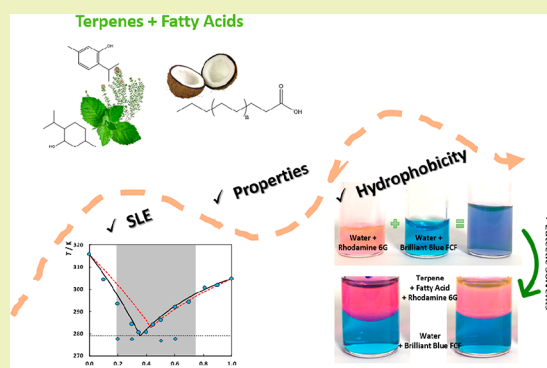 Terpenes + Fatty Acids
OH
HO
O
OH
8
✓ SLE
✓ Properties
✓ Hydrophobicity
T / K
320
310
300
290
280
270
0.0
0.2
0.4
0.6
0.8
1.0
Water +
Rhodamine 6G
+
Water +
Brilliant Blue FCF
=
Terpene
+ Fatty Acid
+ Rhodamine 6G
Water
+ Brilliant Blue FCF